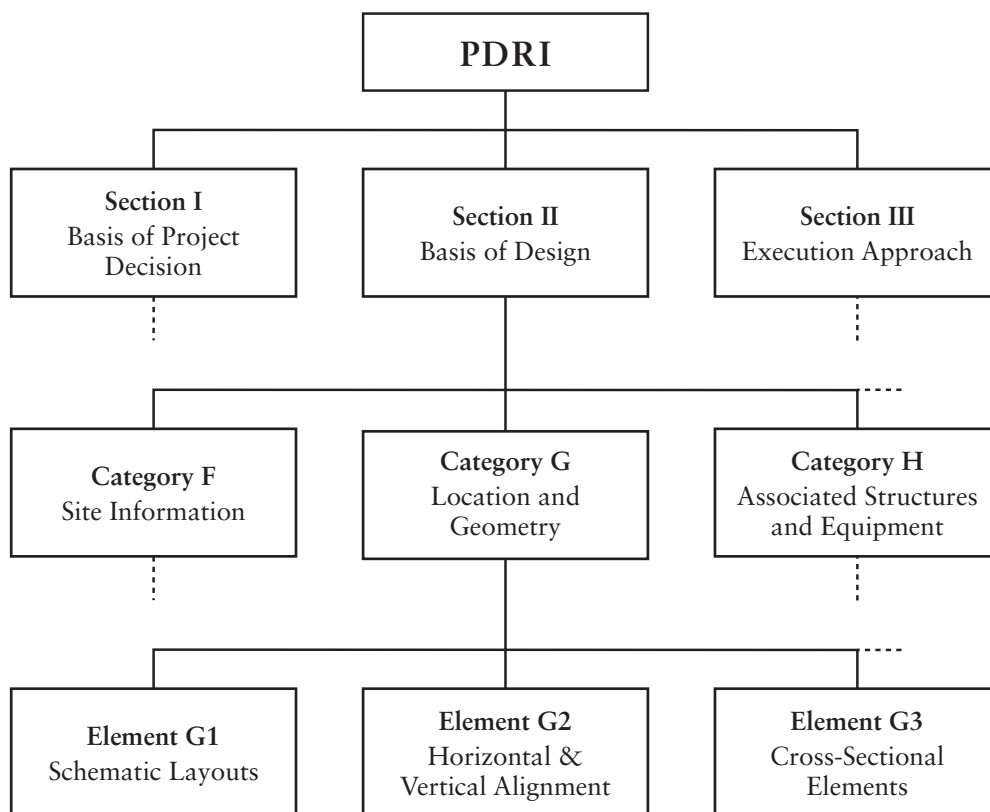 PDRI
Section I
Basis of Project
Decision
Section II
Basis of Design
Section III
Execution Approach
Category F
Site Information
Category G
Location and
Geometry
Category H
Associated Structures
and Equipment
Element G1
Schematic Layouts
Element G2
Horizontal &
Vertical Alignment
Element G3
Cross-Sectional
Elements